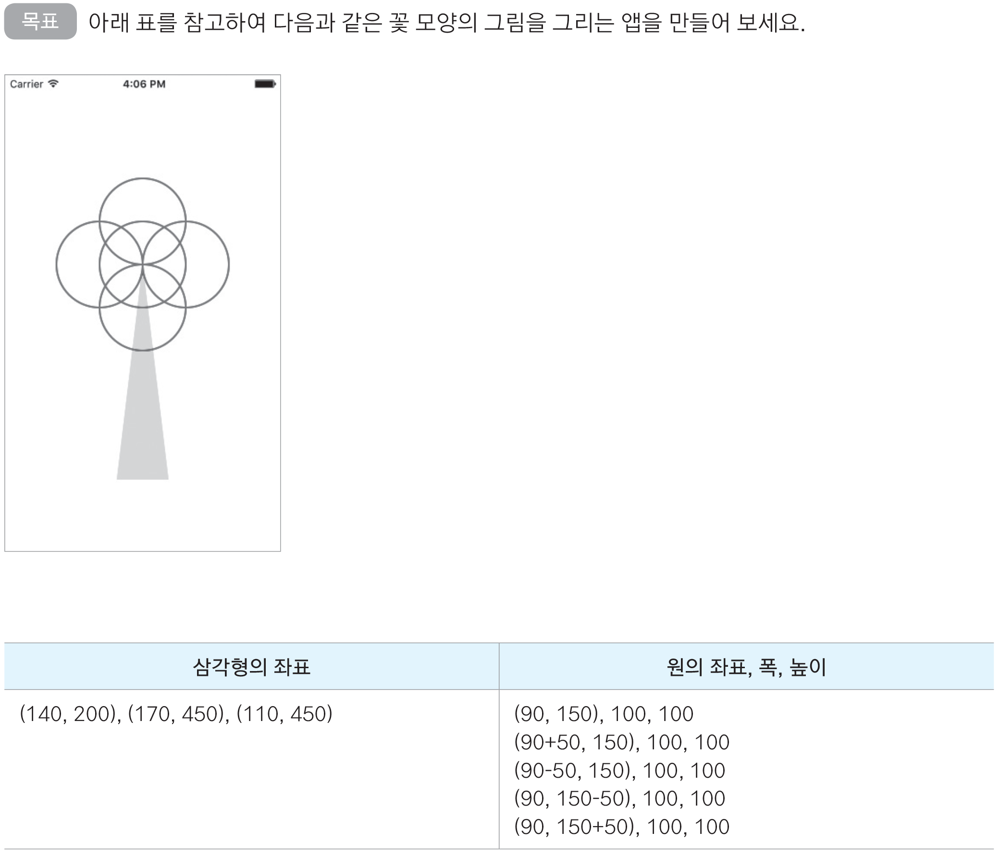 목표 아래 표를 참고하여 다음과 같은 꽃 모양의 그림을 그리는 앱을 만들어 보세요.
Carrier 4:06 PM
삼각형의 좌표 원의 좌표, 폭, 높이
(140, 200), (170, 450), (110, 450) (90, 150), 100, 100
(90+50, 150), 100, 100
(90-50, 150), 100, 100
(90, 150-50), 100, 100
(90, 150+50), 100, 100